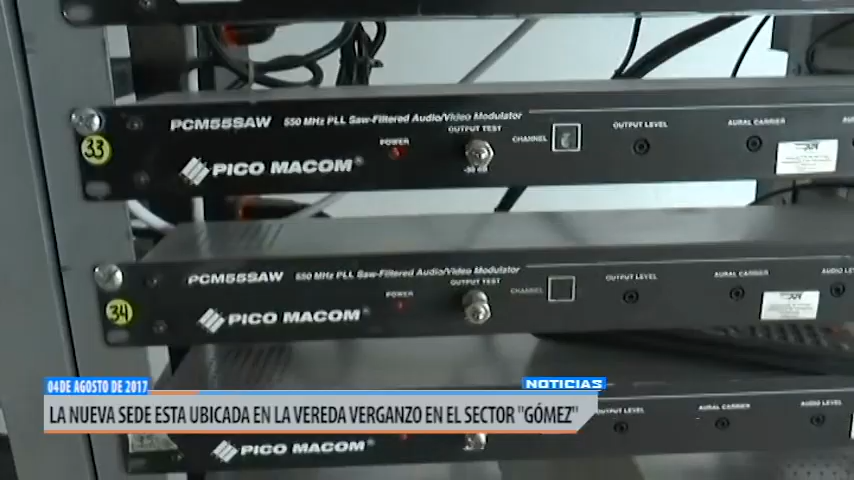 PCM55SAW 550 MHz PLL Saw-Filtered Audio/Video Modulator
33
POWER OUTPUT TEST CHANNEL OUTPUT LEVEL AURAL CARRIER
PICO MACOM®
-30 dB
PCM55SAW 550 MHz PLL Saw-Filtered Audio/Video Modulator
34
POWER OUTPUT TEST CHANNEL OUTPUT LEVEL AURAL CARRIER AUDIO LEVEL
PICO MACOM®
04 DE AGOSTO DE 2017 NOTICIAS
LA NUEVA SEDE ESTA UBICADA EN LA VEREDA VERGANZO EN EL SECTOR "GÓMEZ"
OUTPUT LEVEL AURAL CARRIER AUDIO LEVEL
PICO MACOM®